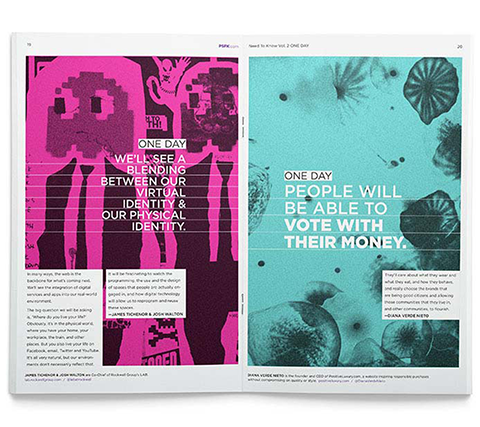 PSFK.com
ONE DAY
WE'LL SEE A
BLENDING
BETWEEN OUR
VIRTUAL
IDENTITY &
OUR PHYSICAL
IDENTITY.
In many ways, the web is the
backbone for what's coming next.
We'll see the integration of digital
services and apps into our real world
environment.
The big question we will be asking
is, 'Where do you live your life?'
Obviously, it's in the physical world,
where you have your home, your
workplace, the train, and other
places. But you also live your life on
Facebook, email, Twitter and YouTube.
It's all very natural, but our environ-
ments don't necessarily reflect that.
It will be fascinating to watch the
programming, the use and the design
of spaces that people are actually en-
gaged in, and how digital technology
will allow us to reprogram and reuse
these spaces.
—JAMES TICHENOR & JOSH WALTON
JAMES TICHENOR & JOSH WALTON are Co-Chief of Rockwell Group's LAB.
Need to Know Vol. 2 ONE DAY
ONE DAY
PEOPLE WILL
BE ABLE TO
VOTE WITH
THEIR MONEY.
They'll care about what they wear and
what they eat, and how they behave,
and really choose the brands that
are being good citizens and allowing
those communities that they live in,
and other communities, to flourish.
—DIANA VERDE NIETO
DIANA VERDE NIETO is the founder and CEO of PositiveLuxury.com, a website inspiring responsible purchases
without compromising on quality or style.